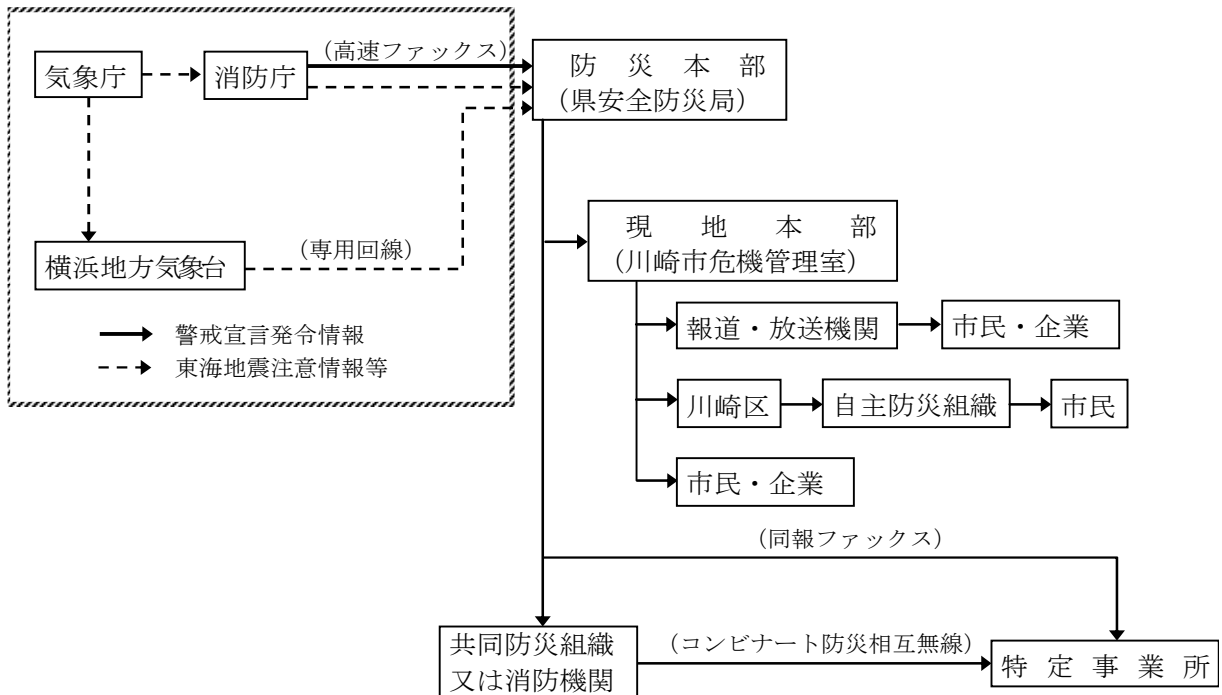 (高速ファックス)
気象庁
消防庁
防災本部
(県安全防災局)
現地本部
(川崎市危機管理室)
横浜地方気象台
(専用回線)
警戒宣言発令情報
東海地震注意情報等
報道・放送機関
市民・企業
川崎区
自主防災組織
市民
市民・企業
(同報ファックス)
共同防災組織
又は消防機関
(コンビナート防災相互無線)
特定事業所